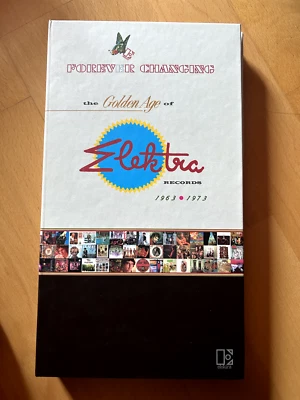 FOREVER CHANGING
the Golden Age of
Elektra
RECORDS
1963 • 1973